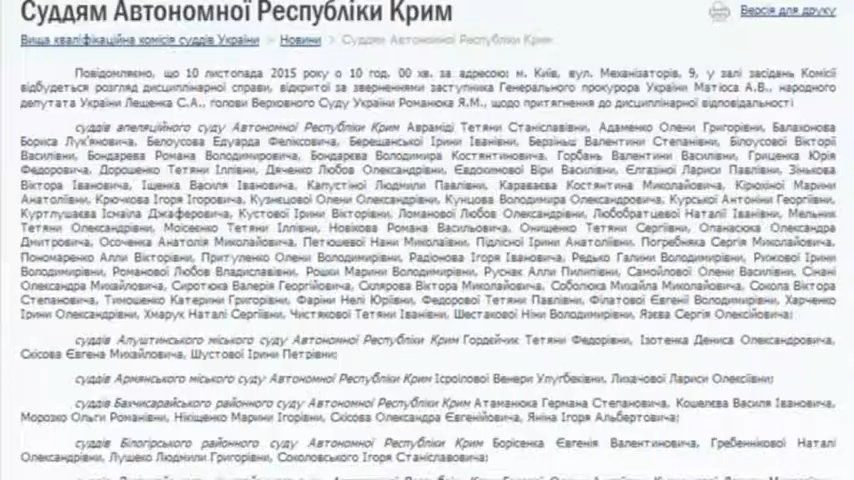 Суддям Автономної Республіки Крим
Версія для друку
Вища кваліфікаційна комісія суддів України > Новини > Суддям Автономної Республіки Крим
Повідомляємо, що 10 листопада 2015 року о 10 год. 00 хв. за адресою: м. Київ, вул. Механізаторів, 9, у залі засідань Комісії
відбудеться розгляд дисциплінарної справи, відкритої за зверненнями заступника Генерального прокурора України Матіоса А.В., народного
депутата України Лещенка С.А., голови Верховного Суду України Романюка Я.М., щодо притягнення до дисциплінарної відповідальності
суддів апеляційного суду Автономної Республіки Крим Авраміді Тетяни Станіславівни, Адаменко Олени Григорівни, Балахонова
Бориса Лук'яновича, Белоусова Едуарда Феліксовича, Берещанської Ірини Іванівни, Берзіньш Валентини Степанівни, Білоусової Вікторії
Василівни, Бондарева Романа Володимировича, Бондарєва Володимира Костянтиновича, Горбань Валентини Василівни, Гриценка Юрія
Федоровича, Дорошенко Тетяни Іллівни, Дяченко Любов Олександрівни, Євдокимової Віри Василівни, Єлгазіної Лариси Павлівни, Зінькова
Віктора Івановича, Іщенка Василя Івановича, Капустіної Людмили Павлівни, Караваєва Костянтина Миколайовича, Кірюхіної Марини
Анатоліївни, Крючкова Ігоря Ігоровича, Кузнєцової Олени Олександрівни, Кунцова Володимира Олександровича, Курської Антоніни Георгіївни,
Куртлушаєва Ісмаїла Джаферовича, Кустової Ірини Вікторівни, Ломанової Любов Олександрівни, Любобратцевої Наталі Іванівни, Мельник
Тетяни Олександрівни, Моісеєнко Тетяни Іллівни, Новікова Романа Васильовича, Онищенко Тетяни Сергіївни, Опанасюка Олександра
Дмитровича, Осоченка Анатолія Миколайовича, Петюшевої Нани Миколаївни, Підлісної Ірини Анатоліївни, Погребняка Сергія Миколайовича,
Пономаренко Алли Вікторівни, Притуленко Олени Володимирівни, Радіонова Ігоря Івановича, Редько Галини Володимирівни, Рижової Ірини
Володимирівни, Романової Любов Владиславівни, Рошки Марини Володимирівни, Руснак Алли Пилипівни, Самойлової Олени Василівни, Сінані
Олександра Михайловича, Сиротюка Валерія Георгійовича, Склярова Віктора Миколайовича, Соболюка Михайла Миколайовича, Сокола Віктора
Степановича, Тимошенко Катерини Григорівни, Фаріни Нелі Юріївни, Федорової Тетяни Павлівни, Філатової Євгенії Володимирівни, Харченко
Ірини Олександрівни, Хмарук Наталі Сергіївни, Чистякової Тетяни Іванівни, Шестакової Ніни Володимирівни, Язєва Сергія Олексійовича;
суддів Алуштинського міського суду Автономної Республіки Крим Гордєйчик Тетяни Федорівни, Ізотенка Дениса Олександровича,
Скісова Євгена Михайловича, Шустової Ірини Петрівни;
суддів Армянського міського суду Автономної Республіки Крим Ісроілової Венери Улугбеківни, Лихачової Лариси Олексіївни;
суддів Бахчисарайського районного суду Автономної Республіки Крим Атаманюка Германа Степановича, Кошелєва Василя Івановича,
Морозко Ольги Романівни, Нікіщенко Марини Ігорівни, Скісова Олександра Євгенійовича, Яніна Ігоря Альбертовича;
суддів Білогірського районного суду Автономної Республіки Крим Борісенка Євгенія Валентиновича, Гребеннікової Наталі
Олександрівни, Лушеко Людмили Григорівни, Соколовського Ігоря Станіславовича;